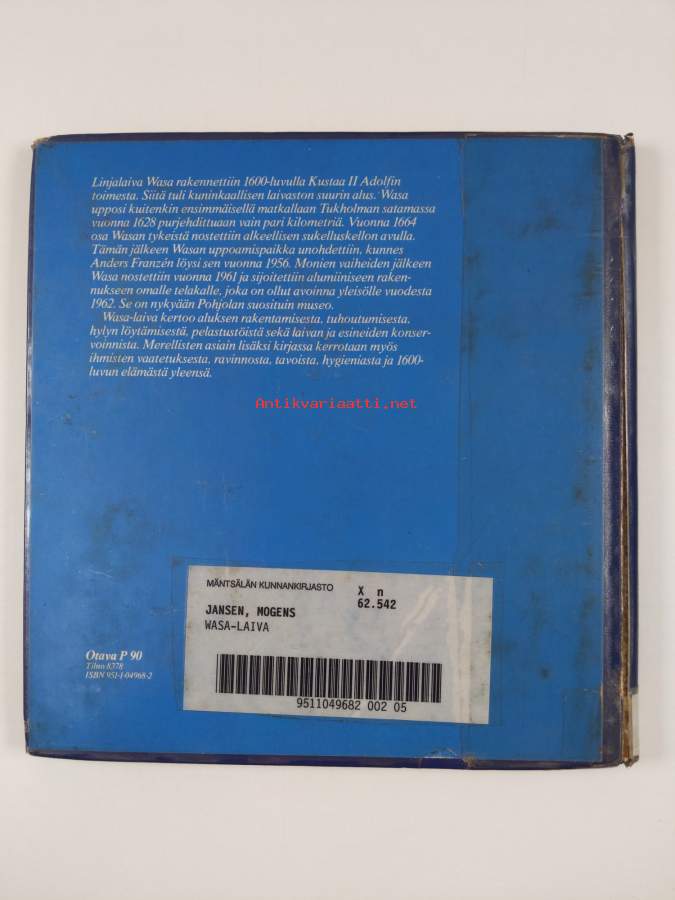 Linjalaiva Wasa rakennettiin 1600-luvulla Kustaa II Adolfin
toimesta. Siitä tuli kuninkaallisen laivaston suurin alus. Wasa
upposi kuitenkin ensimmäisellä matkallaan Tukholman satamassa
vuonna 1628 purjehdittuaan vain pari kilometriä. Vuonna 1664
osa Wasan tykeistä nostettiin alkeellisen sukelluskellon avulla.
Tämän jälkeen Wasan uppoamispaikka unohdettiin, kunnes
Anders Franzén löysi sen vuonna 1956. Monien vaiheiden jälkeen
Wasa nostettiin vuonna 1961 ja sijoitettiin alumiiniseen raken-
nukseen omalle telakalle, joka on ollut avoinna yleisölle vuodesta
1962. Se on nykyään Pohjolan suosituin museo.
Wasa-laiva kertoo aluksen rakentamisesta, tuhoutumisesta,
hylyn löytämisestä, pelastustöistä sekä laivan ja esineiden konser-
voinnista. Merellisten asiain lisäksi kirjassa kerrotaan myös
ihmisten vaatetuksesta, ravinnosta, tavoista, hygieniasta ja 1600-
luvun elämästä yleensä.
Antikvariaatti.net
MÄNTSÄLÄN KUNNANKIRJASTO
X n
62.542
JANSEN, MOGENS
WASA-LAIVA
9511049682 002 05
Otava P 90
Tilno 8378
ISBN 951-1-04968-2